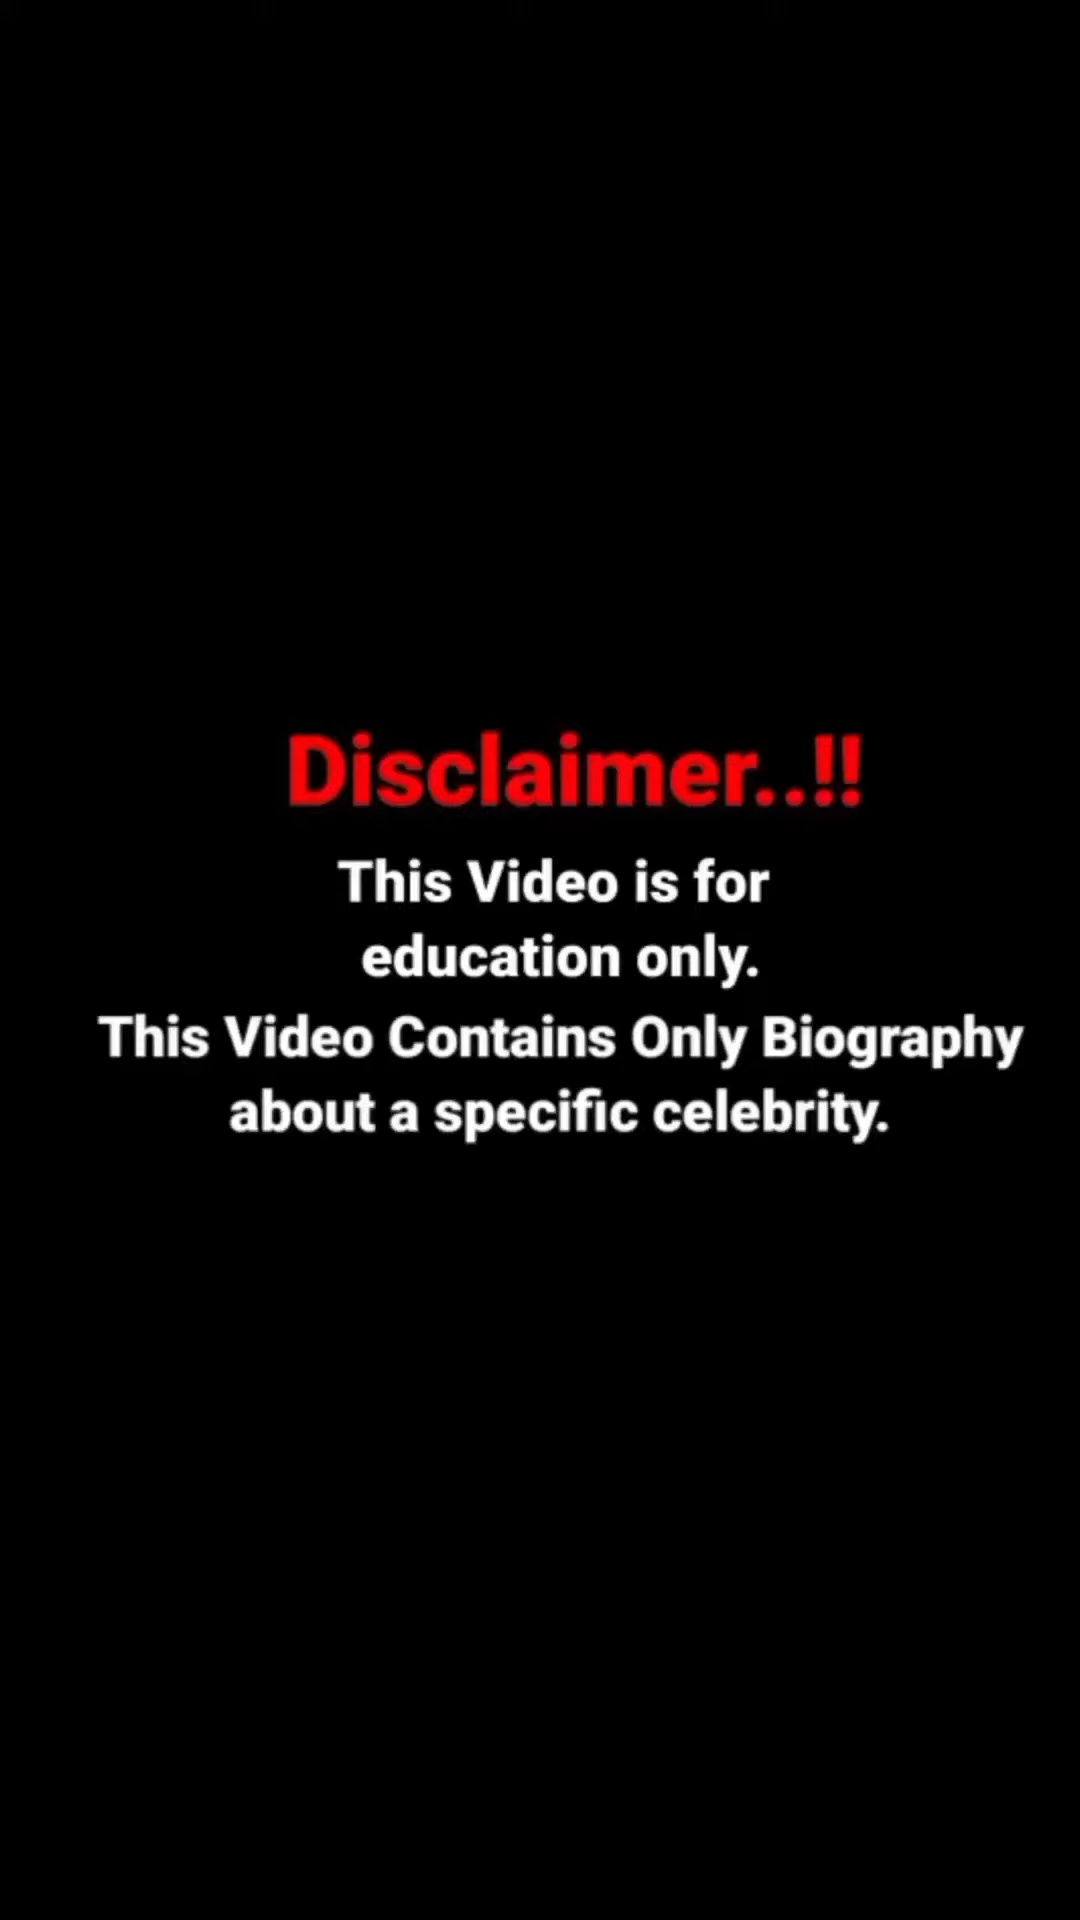 Disclaimer..!!
This Video is for
education only.
This Video Contains Only Biography
about a specific celebrity.